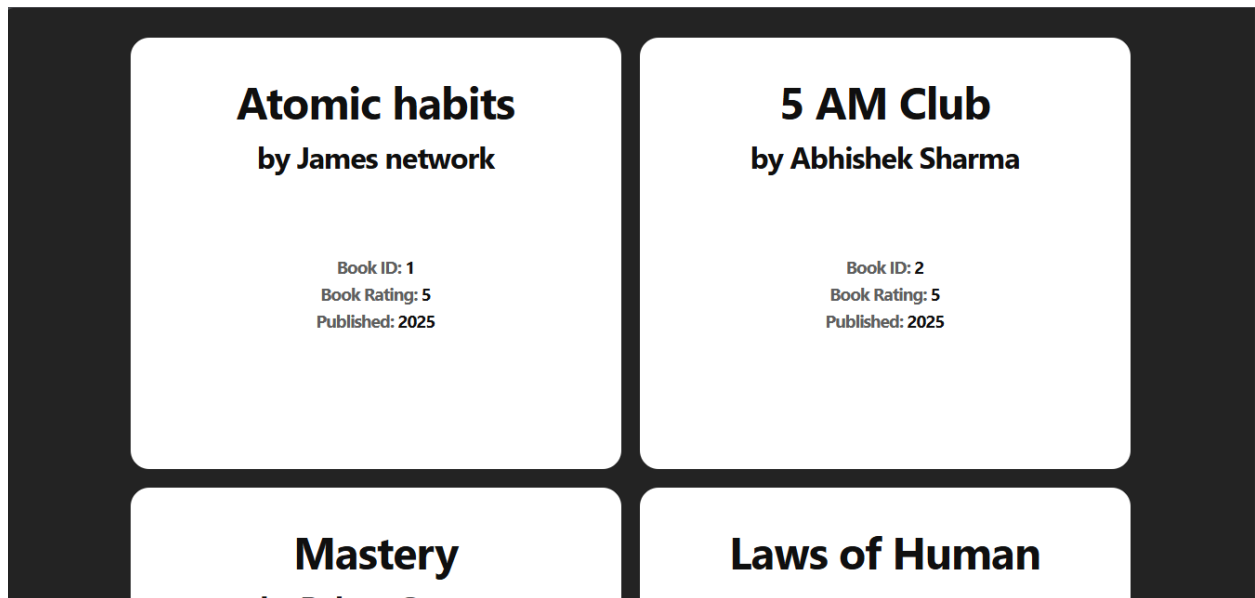 Atomic habits
by James network
Book ID: 1
Book Rating: 5
Published: 2025
5 AM Club
by Abhishek Sharma
Book ID: 2
Book Rating: 5
Published: 2025
Mastery
Laws of Human